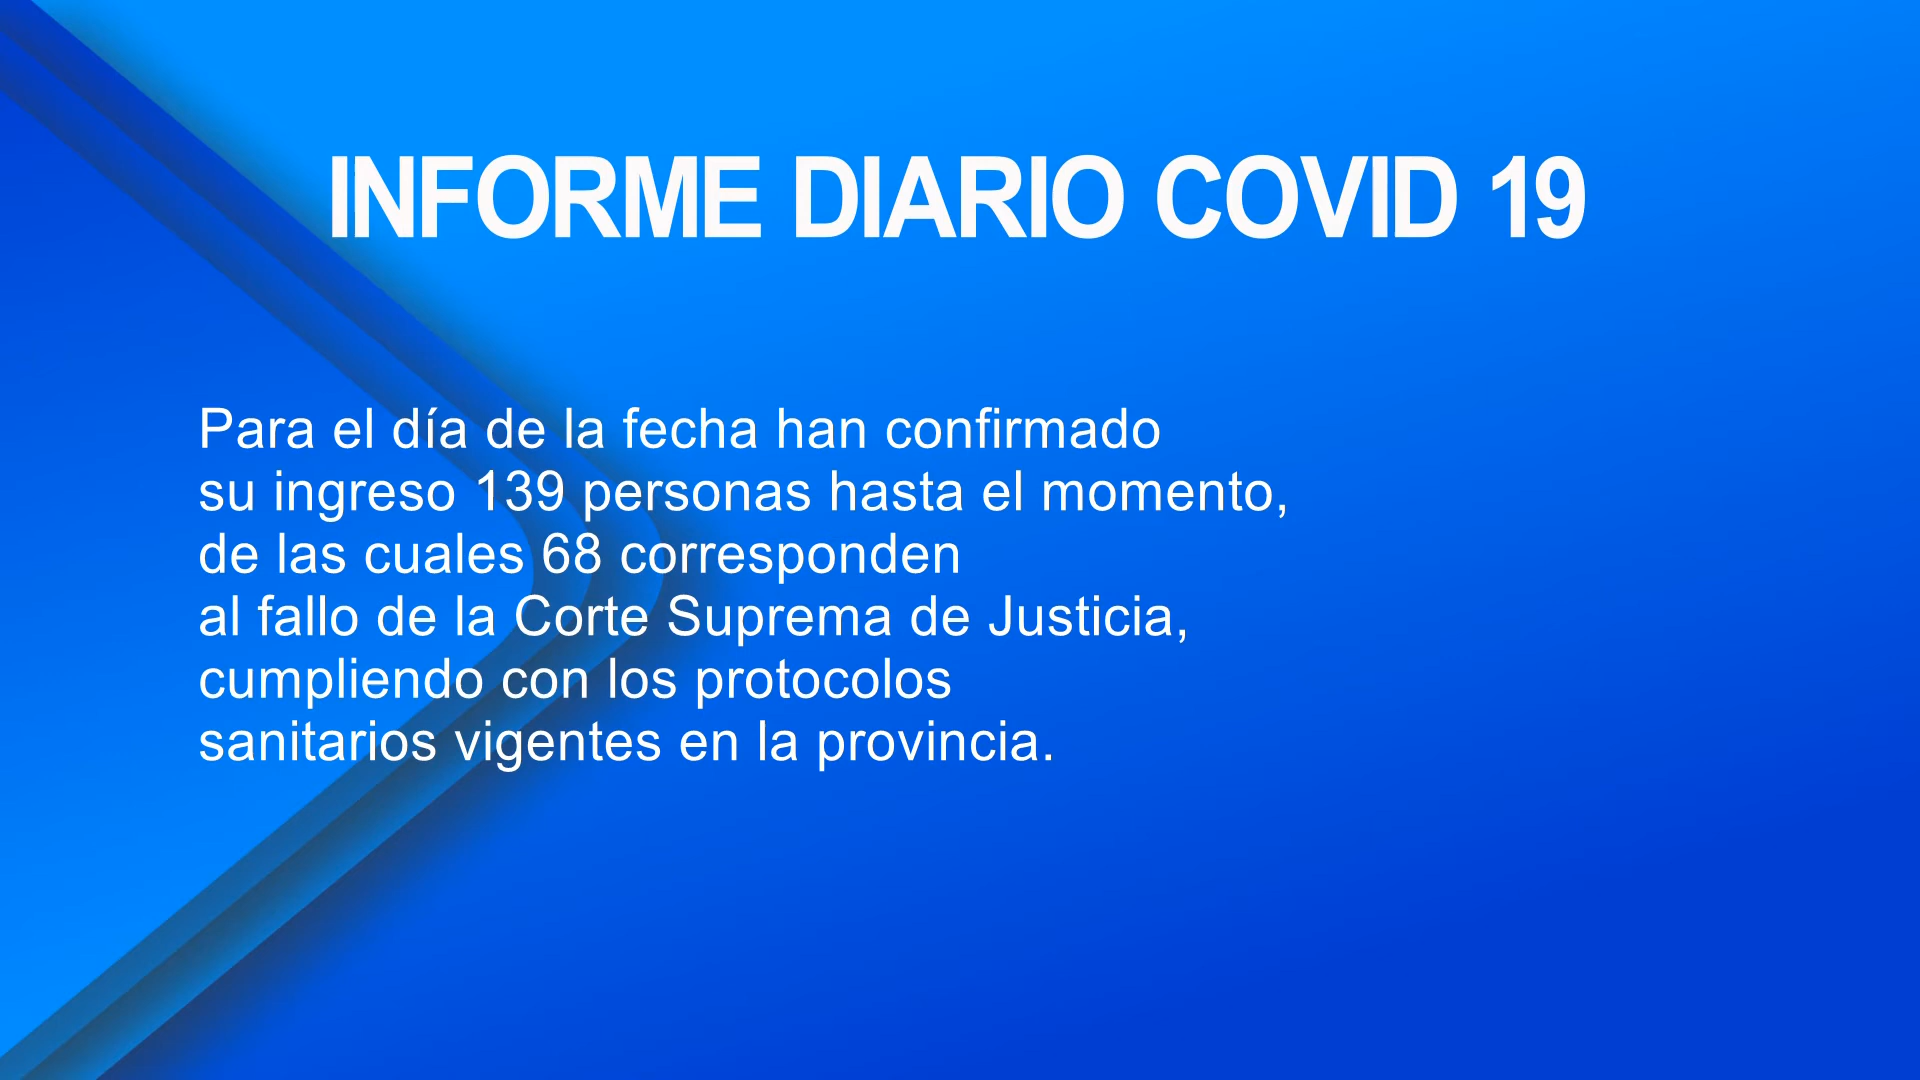 INFORME DIARIO COVID 19
Para el día de la fecha han confirmado
su ingreso 139 personas hasta el momento,
de las cuales 68 corresponden
al fallo de la Corte Suprema de Justicia,
cumpliendo con los protocolos
sanitarios vigentes en la provincia.